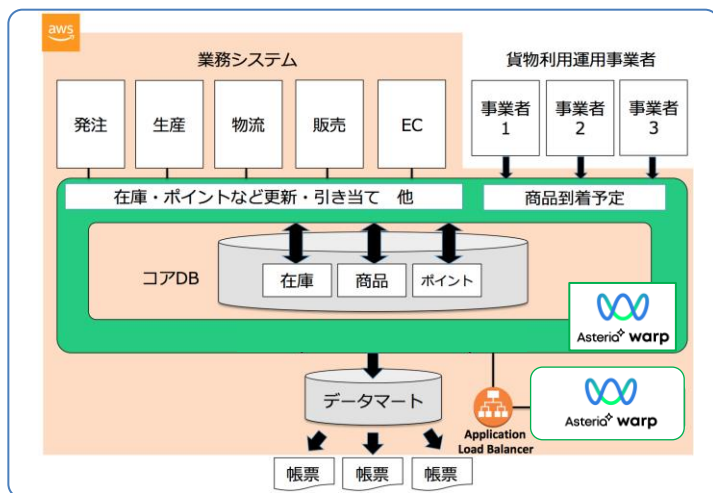 aws
業務システム
貨物利用運用事業者
発注
生産
物流
販売
EC
事業者
1
事業者
2
事業者
3
在庫・ポイントなど更新・引き当て 他
商品到着予定
コアDB
在庫
商品
ポイント
Asteria warp
データマート
Asteria warp
Application
Load Balancer
帳票
帳票
帳票